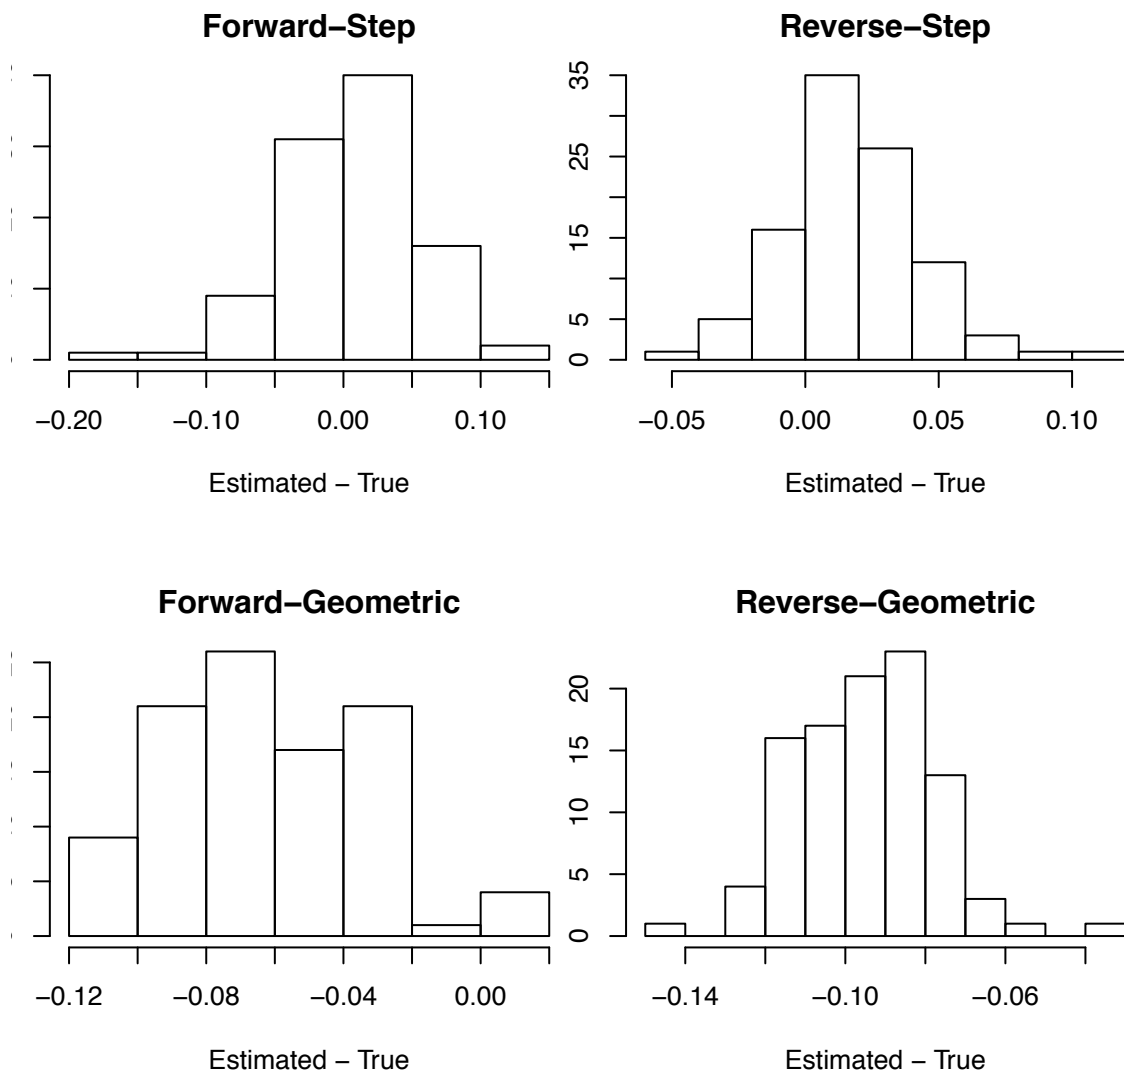 Forward−Step
Reverse−Step
35
25
15
5
0
−0.20 −0.10 0.00 0.10
−0.05 0.00 0.05 0.10
Estimated − True
Estimated − True
Forward−Geometric
Reverse−Geometric
20
15
10
5
0
−0.12 −0.08 −0.04 0.00
−0.14 −0.10 −0.06
Estimated − True
Estimated − True